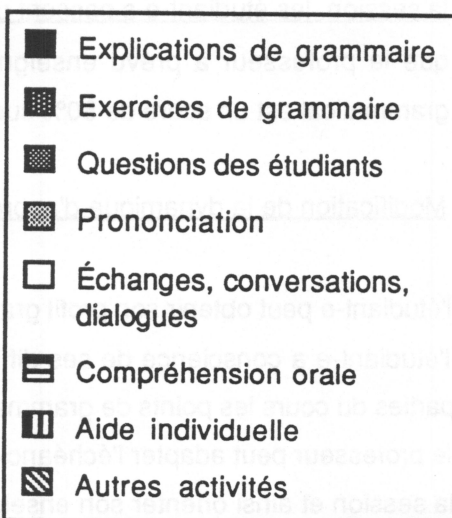 Explications de grammaire
Exercices de grammaire
Questions des étudiants
Prononciation
Échanges, conversations,
dialogues
Compréhension orale
Aide individuelle
Autres activités